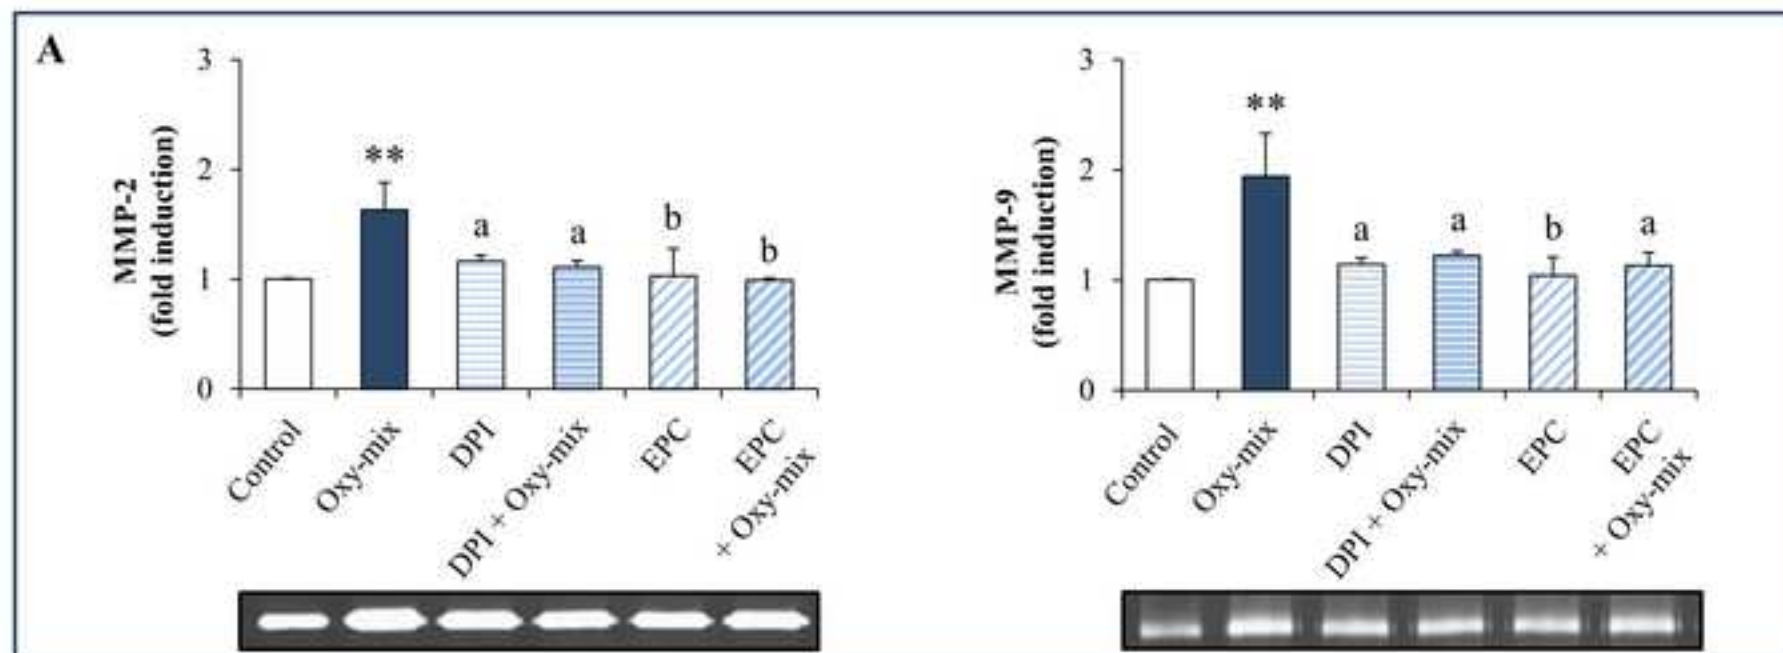 A
MMP-2
(fold induction)
3
2
1
0
**
a
a
b
b
Control
Oxy-mix
DPI
DPI + Oxy-mix
EPC
EPC
+ Oxy-mix
MMP-9
(fold induction)
3
2
1
0
**
a
a
b
a
Control
Oxy-mix
DPI
DPI + Oxy-mix
EPC
EPC
+ Oxy-mix